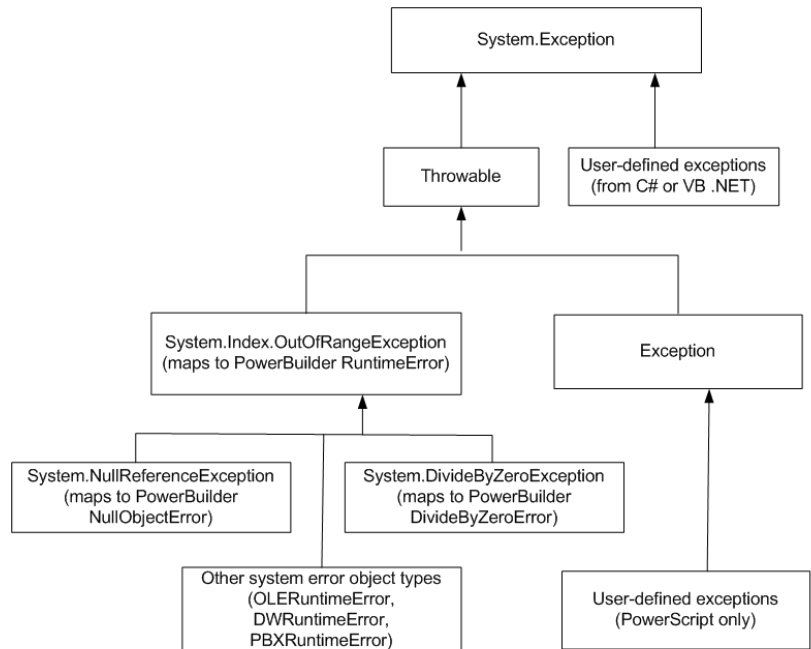 System.Exception
Throwable
User-defined exceptions
(from C# or VB .NET)
System.Index.OutOfRangeException
(maps to PowerBuilder RuntimeError)
Exception
System.NullReferenceException
(maps to PowerBuilder
NullObjectError)
System.DivideByZeroException
(maps to PowerBuilder
DivideByZeroError)
Other system error object types
(OLERuntimeError,
DWRuntimeError,
PBXRuntimeError)
User-defined exceptions
(PowerScript only)